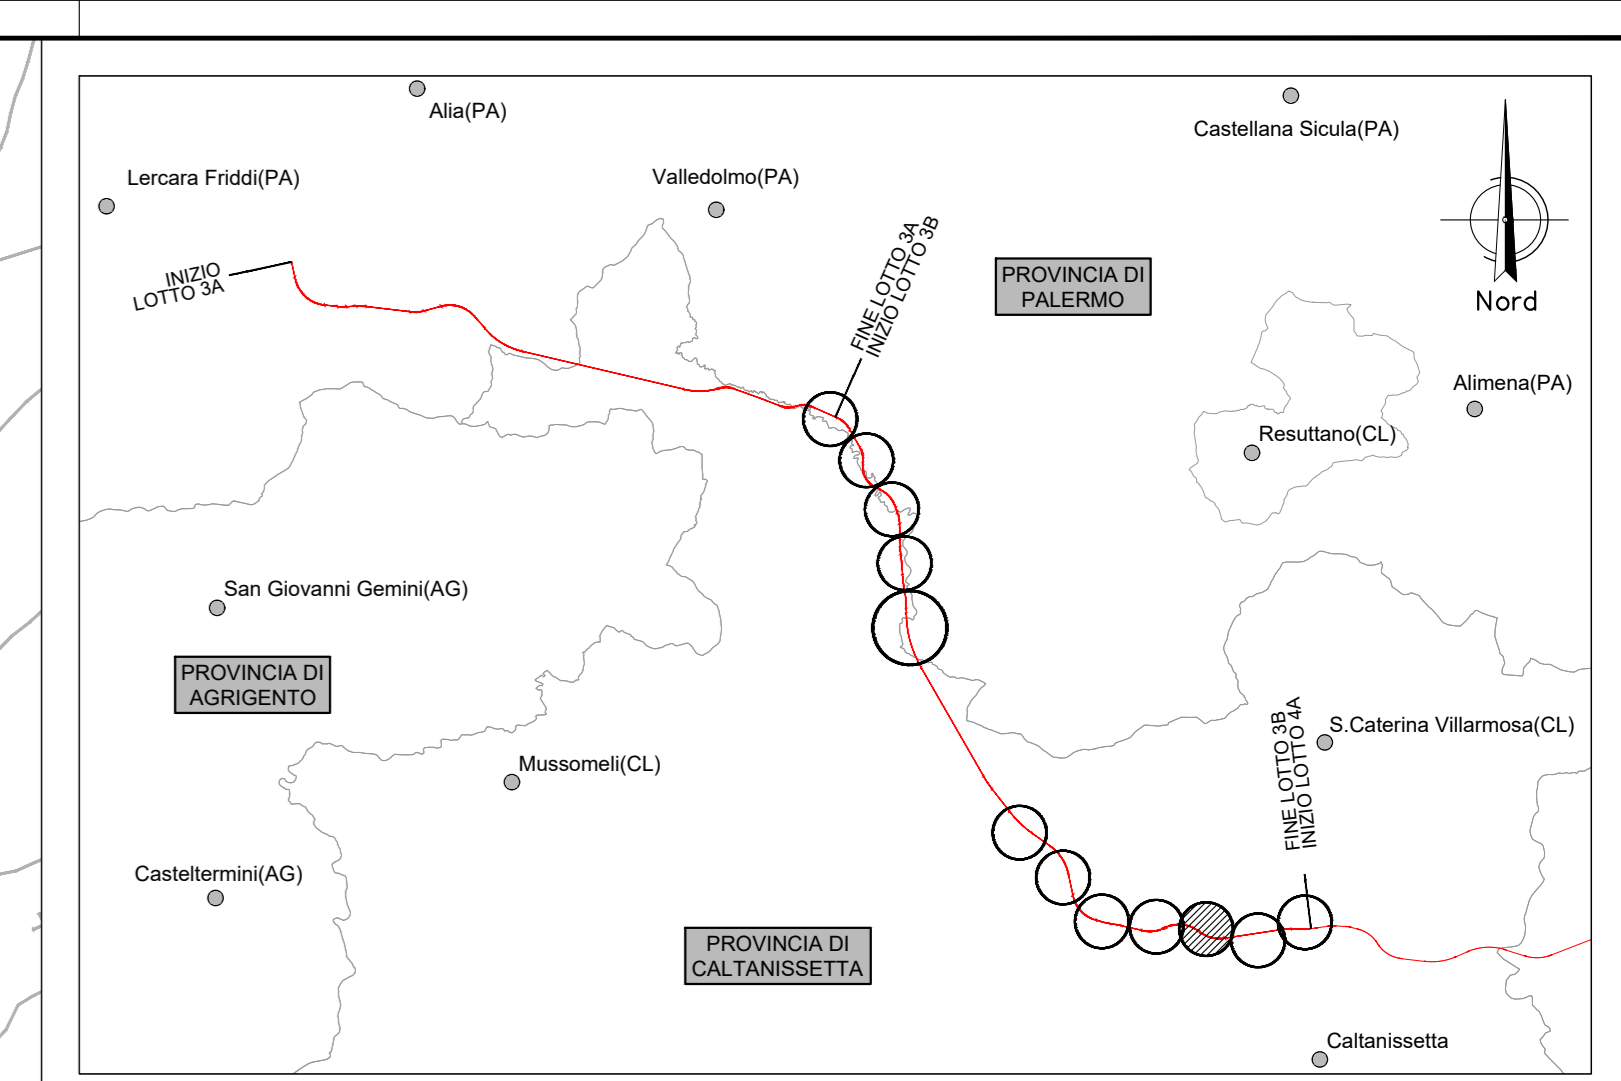 Alia(PA)
Castellana Sicula(PA)
Lercara Friddi(PA)
Valledolmo(PA)
INIZIO
LOTTO 3A
FINE LOTTO 3A
INIZIO LOTTO 3B
PROVINCIA DI
PALERMO
Nord
Alimena(PA)
Resuttano(CL)
San Giovanni Gemini(AG)
PROVINCIA DI
AGRIGENTO
FINE LOTTO 3B
INIZIO LOTTO 4A
S.Caterina Villarmosa(CL)
Mussomeli(CL)
Casteltermini(AG)
PROVINCIA DI
CALTANISSETTA
Caltanissetta